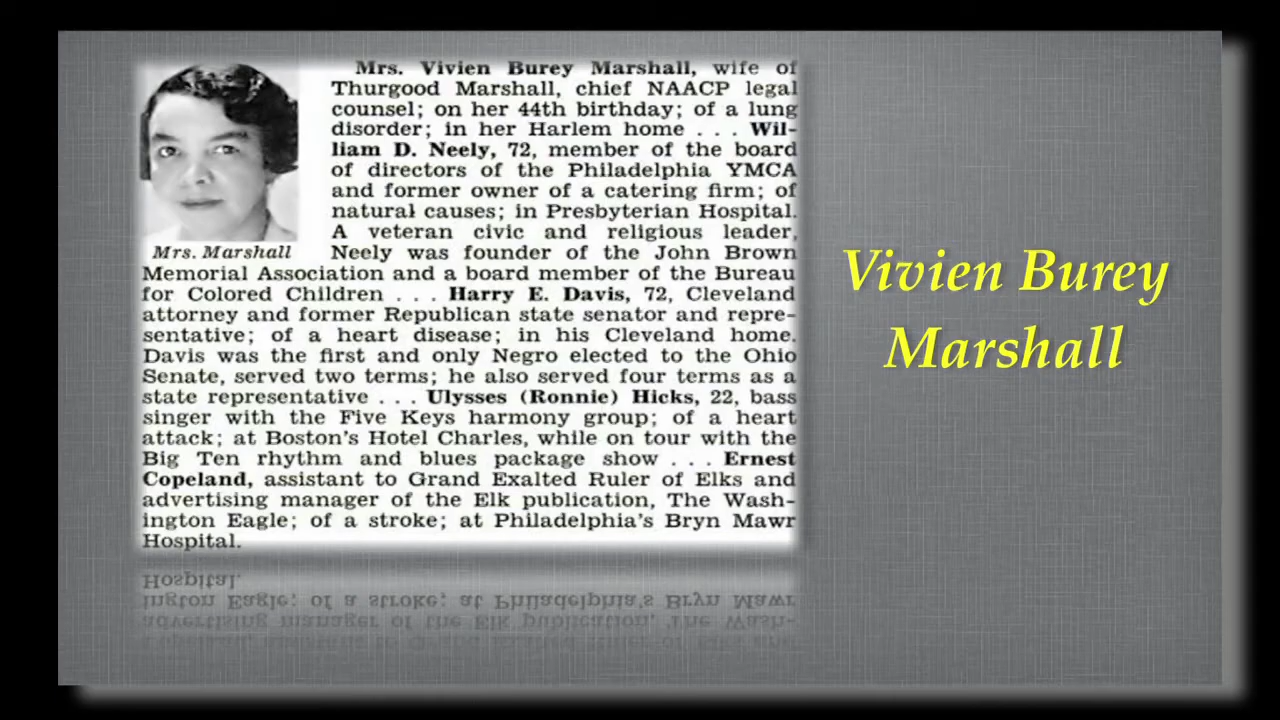 Mrs. Vivien Burey Marshall, wife of
Thurgood Marshall, chief NAACP legal
counsel; on her 44th birthday; of a lung
disorder; in her Harlem home . . . Wil-
liam D. Neely, 72, member of the board
of directors of the Philadelphia YMCA
and former owner of a catering firm; of
natural causes; in Presbyterian Hospital.
A veteran civic and religious leader,
Mrs. Marshall
Neely was founder of the John Brown
Memorial Association and a board member of the Bureau
for Colored Children . . . Harry E. Davis, 72, Cleveland
attorney and former Republican state senator and repre-
sentative; of a heart disease; in his Cleveland home.
Davis was the first and only Negro elected to the Ohio
Senate, served two terms; he also served four terms as a
state representative . . . Ulysses (Ronnie) Hicks, 22, bass
singer with the Five Keys harmony group; of a heart
attack; at Boston's Hotel Charles, while on tour with the
Big Ten rhythm and blues package show . . . Ernest
Copeland, assistant to Grand Exalted Ruler of Elks and
advertising manager of the Elk publication, The Wash-
ington Eagle; of a stroke; at Philadelphia's Bryn Mawr
Hospital.
Vivien Burey
Marshall